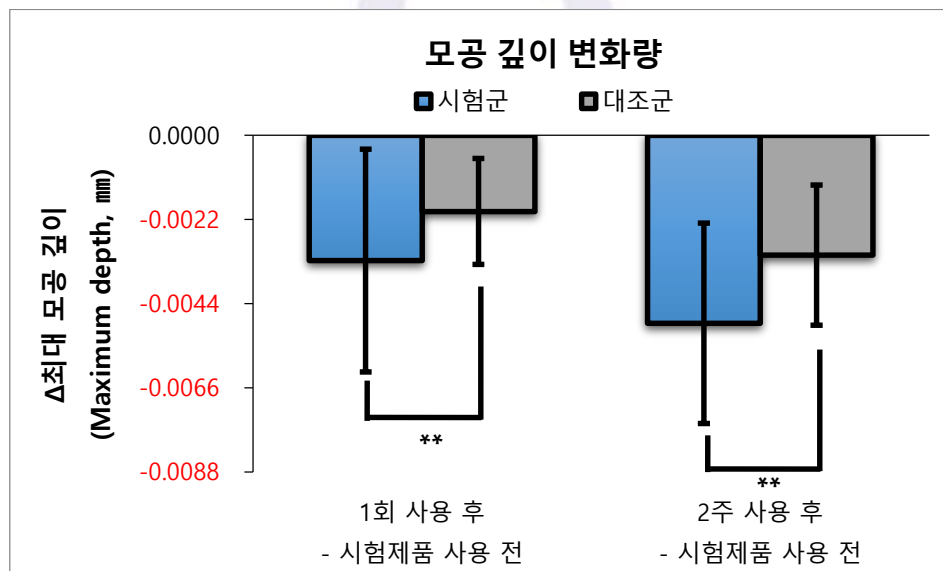 모공 깊이 변화량
시험군 대조군
Δ최대 모공 깊이
(Maximum depth, ㎜)
0.0000
-0.0022
-0.0044
-0.0066
-0.0088
**
**
1회 사용 후
- 시험제품 사용 전
2주 사용 후
- 시험제품 사용 전